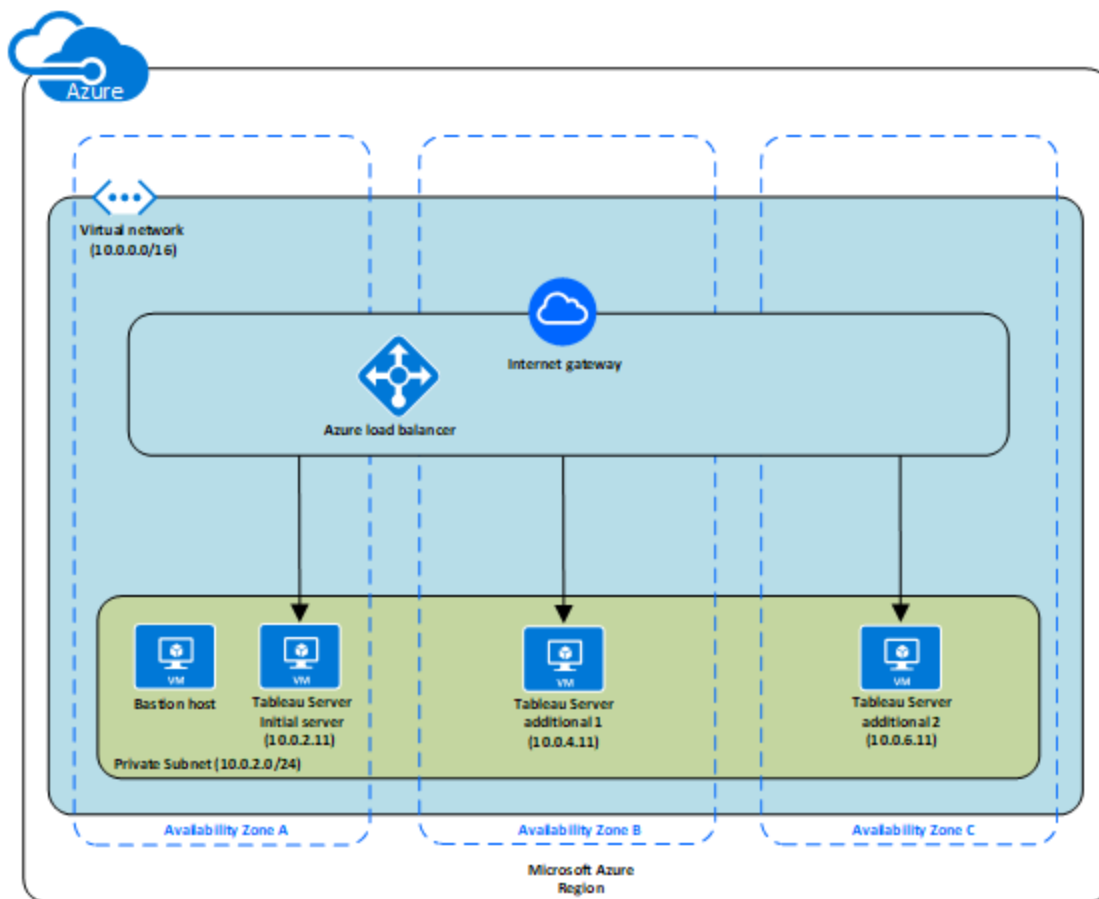 Azure
Virtual network
(10.0.0.0/16)
Internet gateway
Azure load balancer
VM
Bastion host
VM
Tableau Server
Initial server
(10.0.2.11)
VM
Tableau Server
additional 1
(10.0.4.11)
VM
Tableau Server
additional 2
(10.0.6.11)
Private Subnet (10.0.2.0/24)
Availability Zone A
Availability Zone B
Availability Zone C
Microsoft Azure
Region